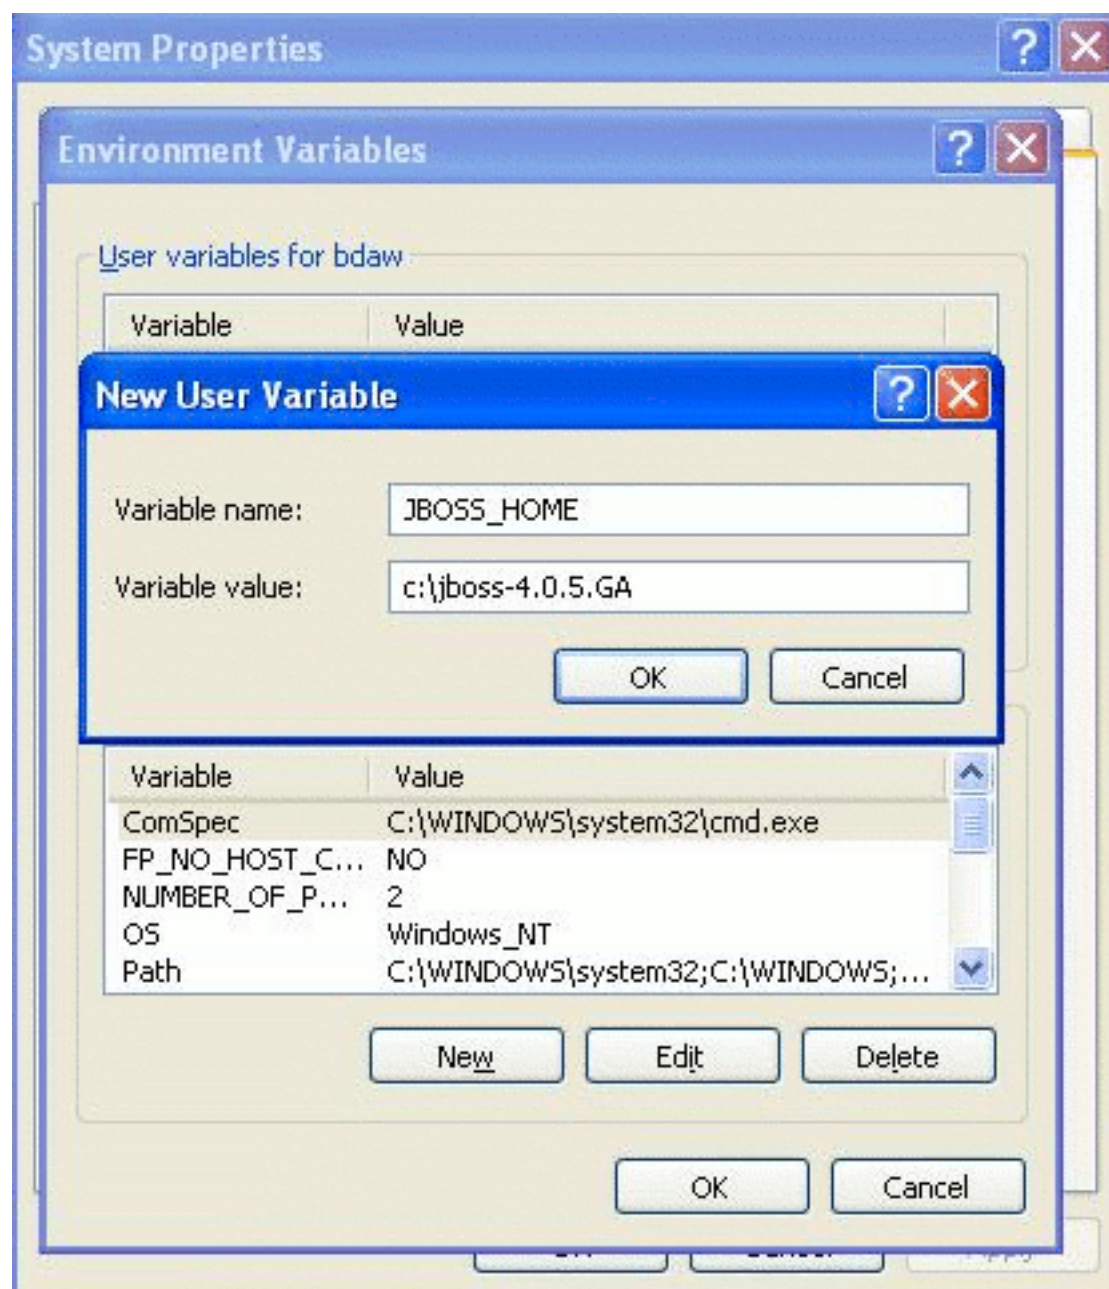 System Properties
Environment Variables
User variables for bdaw
Variable Value
New User Variable
Variable name: JBOSS_HOME
Variable value: c:\jboss-4.0.5.GA
OK Cancel
Variable Value
ComSpec C:\WINDOWS\system32\cmd.exe
FP_NO_HOST_C... NO
NUMBER_OF_P... 2
OS Windows_NT
Path C:\WINDOWS\system32;C:\WINDOWS;...
New Edit Delete
OK Cancel